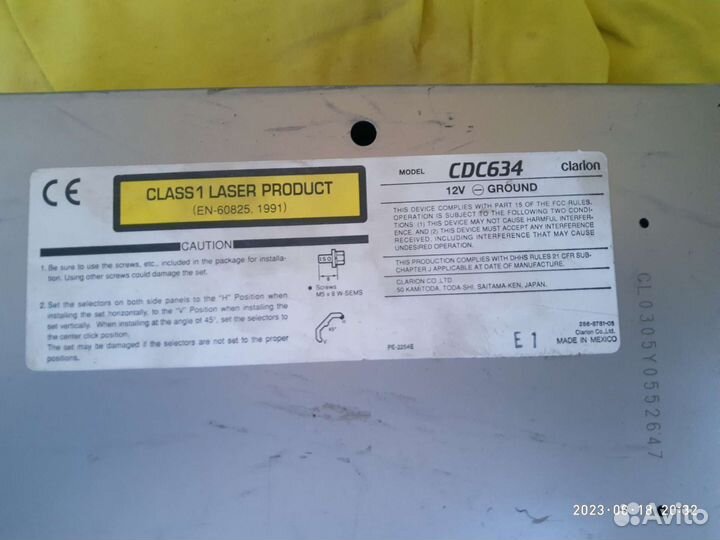 CE
CLASS 1 LASER PRODUCT
(EN-60825, 1991)
CAUTION
1. Be sure to use the screws, etc., included in the package for installa-
tion. Using other screws could damage the set.
ISO
8
● Screws
M5 × 8 W-SEMS
2. Set the selectors on both side panels to the "H" Position when
installing the set horizontally, to the "V" Position when installing the
set vertically. When installing at the angle of 45°, set the selectors to
the center click position.
The set may be damaged if the selectors are not set to the proper
positions.
H
45°
V
PE-2254E
MODEL CDC634 clarion
12V ⊖ GROUND
THIS DEVICE COMPLIES WITH PART 15 OF THE FCC RULES.
OPERATION IS SUBJECT TO THE FOLLOWING TWO CONDI-
TIONS: (1) THIS DEVICE MAY NOT CAUSE HARMFUL INTERFER-
ENCE, AND (2) THIS DEVICE MUST ACCEPT ANY INTERFERENCE
RECEIVED, INCLUDING INTERFERENCE THAT MAY CAUSE
UNDESIRED OPERATION.
THIS PRODUCTION COMPLIES WITH DHHS RULES 21 CFR SUB-
CHAPTER J APPLICABLE AT DATE OF MANUFACTURE.
CLARION CO.,LTD.
50 KAMITODA, TODA-SHI, SAITAMA-KEN, JAPAN.
E1
Clarion Co.,Ltd.
MADE IN MEXICO
CL0305Y0552647
2023-06-18 20:32
Avito